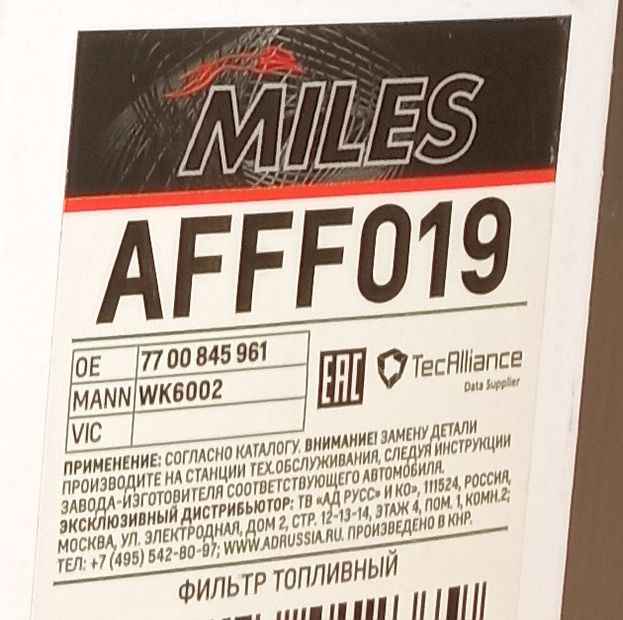 MILES
AFFF019
OE 77 00 845 961
MANN WK6002
VIC
EAC
TecAlliance
Data Supplier
ПРИМЕНЕНИЕ: СОГЛАСНО КАТАЛОГУ. ВНИМАНИЕ! ЗАМЕНУ ДЕТАЛИ
ПРОИЗВОДИТЕ НА СТАНЦИИ ТЕХ.ОБСЛУЖИВАНИЯ, СЛЕДУЯ ИНСТРУКЦИИ
ЗАВОДА-ИЗГОТОВИТЕЛЯ СООТВЕТСТВУЮЩЕГО АВТОМОБИЛЯ.
ЭКСКЛЮЗИВНЫЙ ДИСТРИБЬЮТОР: ТВ «АД РУСС» И КО», 111524, РОССИЯ,
МОСКВА, УЛ. ЭЛЕКТРОДНАЯ, ДОМ 2, СТР. 12-13-14, ЭТАЖ 4, ПОМ. 1, КОМН.2;
ТЕЛ: +7 (495) 542-80-97; WWW.ADRUSSIA.RU. ПРОИЗВЕДЕНО В КНР.
ФИЛЬТР ТОПЛИВНЫЙ